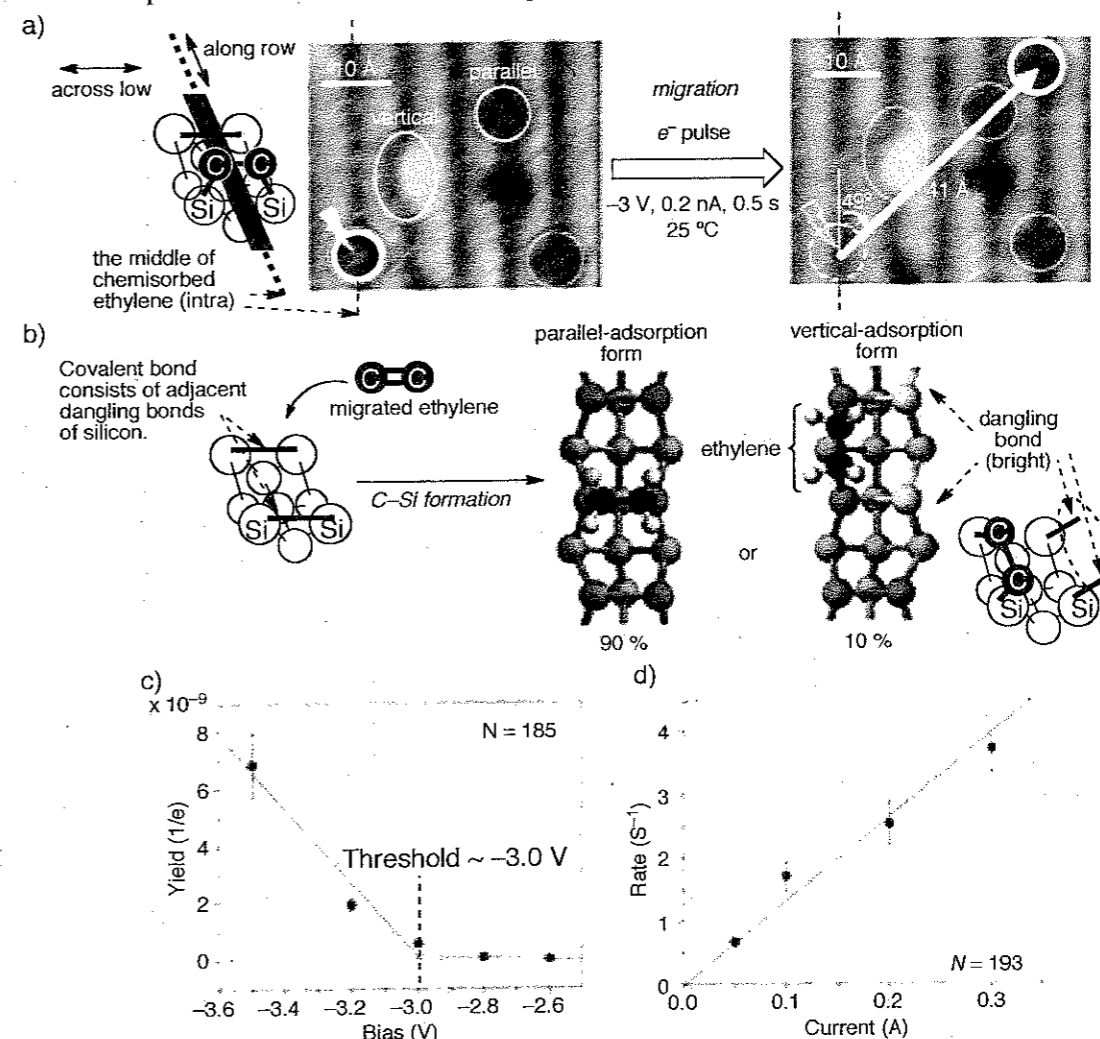 a)
along row
across low
Si
the middle of
chemisorbed
ethylene (intra)
10 Å
parallel
vertical
migration
e⁻ pulse
–3 V, 0.2 nA, 0.5 s
25 ºC
10 Å
49°
41 Å
b)
Covalent bond
consists of adjacent
dangling bonds
of silicon.
C C
migrated ethylene
Si Si
C–Si formation
parallel-adsorption
form
90 %
or
vertical-adsorption
form
ethylene
10 %
dangling
bond
(bright)
C
C
Si Si
c)
x 10⁻⁹
Yield (1/e)
8
6
4
2
0
N = 185
Threshold ~ –3.0 V
–3.6 –3.4 –3.2 –3.0 –2.8 –2.6
Bias (V)
d)
Rate (S⁻¹)
4
3
2
1
0
N = 193
0.0 0.1 0.2 0.3
Current (A)